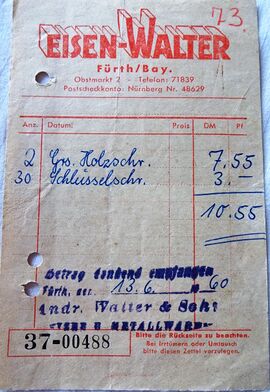 73.
EISEN-WALTER
Fürth/Bay.
Obstmarkt 2 - Telefon: 71839
Postscheckkonto: Nürnberg Nr. 48629
Anz. Datum: Preis DM Pf
2 Grs. Holzschr. 7.55
30 Schlüsselschr. 3.—
10.55
Betrag dankend empfangen
Fürth, den 13.6. 60
Andr. Walter & Sohn
METALLWAREN
37-00488
Bitte die Rückseite zu beachten.
Bei Irrtümern oder Umtausch
bitte diesen Zettel vorzulegen.